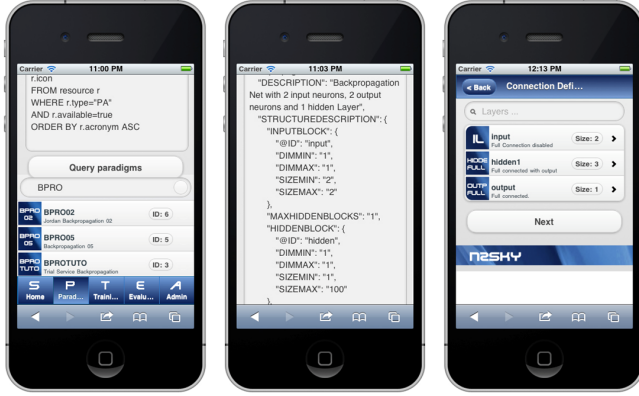 Carrier 11:00 PM
r.icon
FROM resource r
WHERE r.type="PA"
AND r.available=true
ORDER BY r.acronym ASC
Query paradigms
BPRO
BPRO 02 BPRO02 ID: 6
Jordan Backpropagation 02
BPRO 05 BPRO05 ID: 5
Backpropagation 05
BPRO TUTO BPROTUTO ID: 3
Trial Service Backpropagation
S P T E A
Home Parad... Traini... Evalu... Admin
Carrier 11:03 PM
"DESCRIPTION": "Backpropagation
Net with 2 input neurons, 2 output
neurons and 1 hidden Layer",
"STRUCTUREDESCRIPTION": {
"INPUTBLOCK": {
"@ID": "input",
"DIMMIN": "1",
"DIMMAX": "1",
"SIZEMIN": "2",
"SIZEMAX": "2"
},
"MAXHIDDENBLOCKS": "1",
"HIDDENBLOCK": {
"@ID": "hidden",
"DIMMIN": "1",
"DIMMAX": "1",
"SIZEMIN": "1",
"SIZEMAX": "100"
},
Carrier 12:13 PM
< Back Connection Defi...
Layers ...
IL input Size: 2
Full Connection disabled
HIDDE FULL hidden1 Size: 3
Full connected with output
OUTP FULL output Size: 1
Full connected.
Next
N2SKY